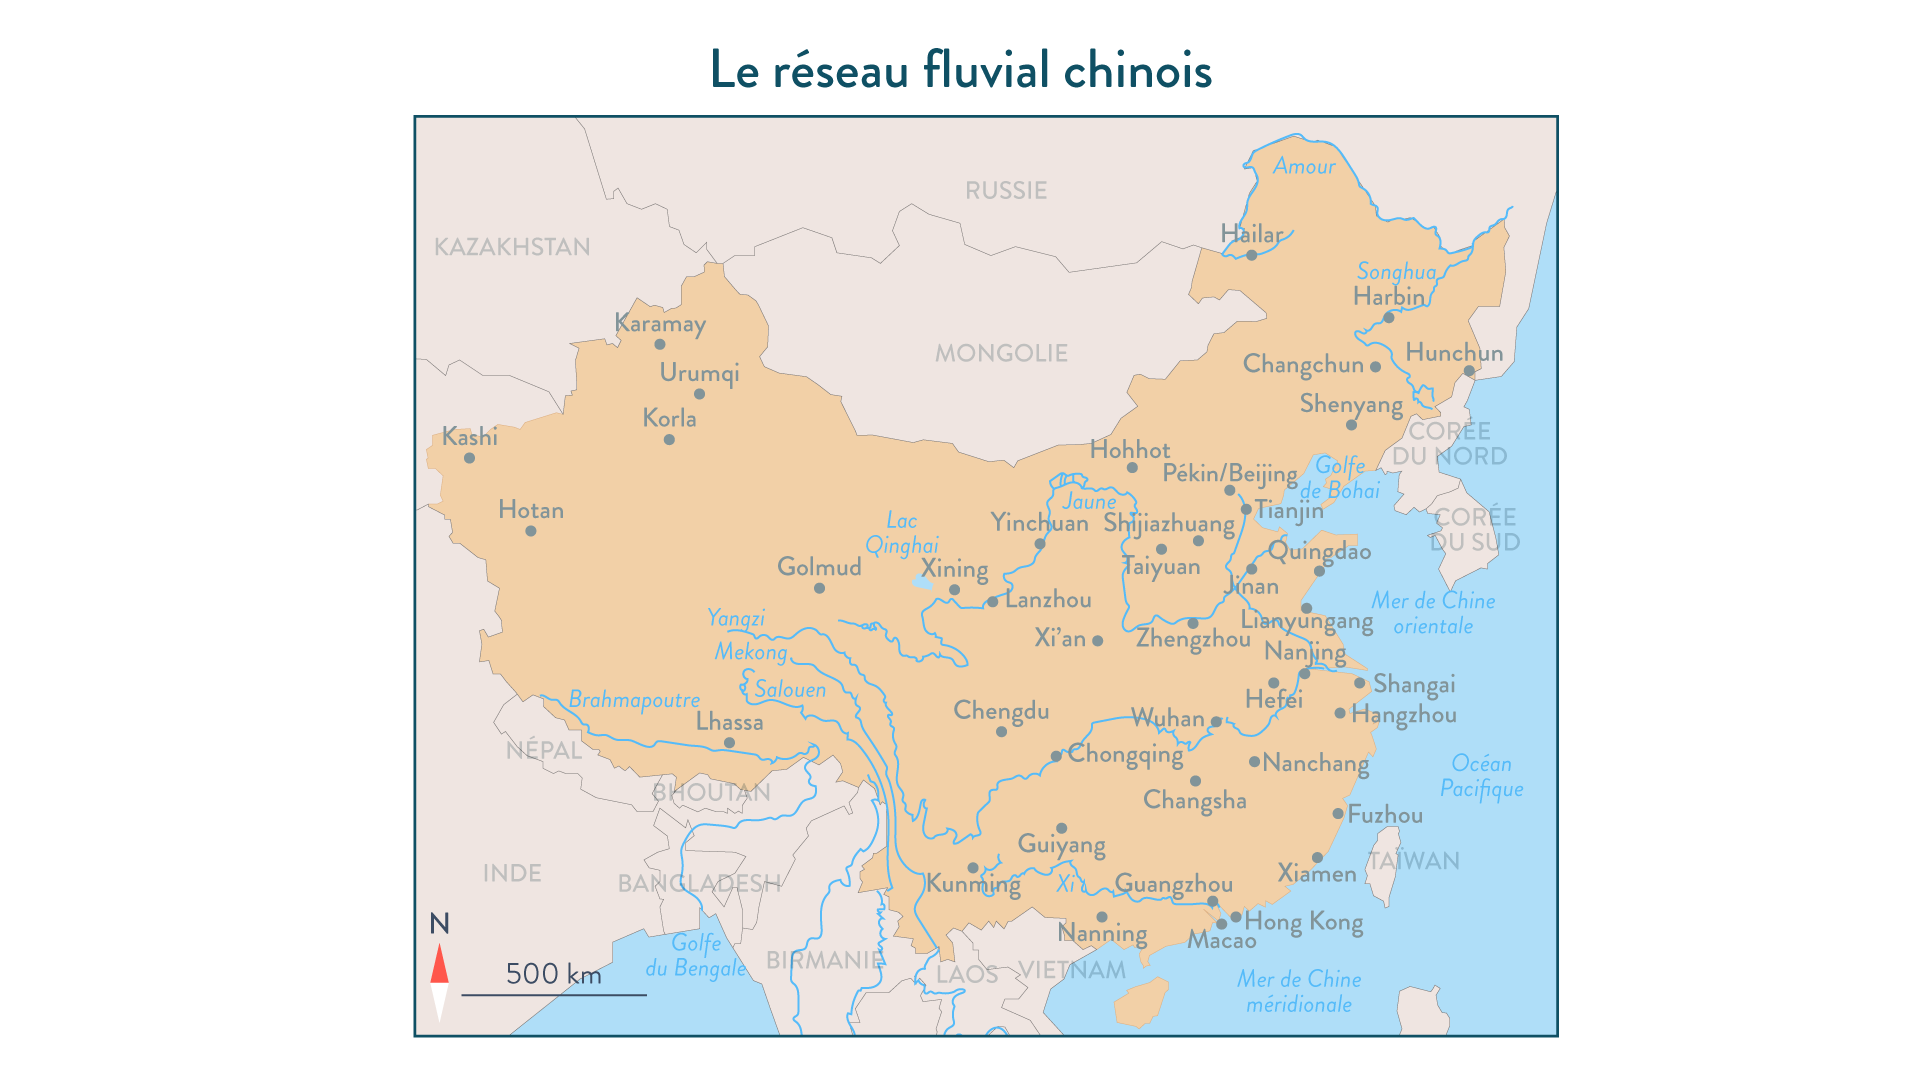 Le réseau fluvial chinois
Amour
RUSSIE
Hailar
KAZAKHSTAN
Songhua
Harbin
Karamay
MONGOLIE
Hunchun
Changchun
Urumqi
Shenyang
Korla
CORÉE
DU NORD
Kashi
Hohhot
Golfe
de Bohai
Pékin/Beijing
Jaune
Hotan
Tianjin
CORÉE
DU SUD
Lac
Qinghai
Yinchuan
Shijiazhuang
Quingdao
Golmud
Xining
Taiyuan
Jinan
Lanzhou
Mer de Chine
orientale
Yangzi
Lianyungang
Xi’an
Zhengzhou
Mekong
Nanjing
Salouen
Shangai
Brahmapoutre
Hefei
Lhassa
Chengdu
Wuhan
Hangzhou
NÉPAL
Chongqing
Nanchang
Océan
Pacifique
BHOUTAN
Changsha
Fuzhou
Guiyang
TAÏWAN
INDE
Xiamen
BANGLADESH
Kunming
Xi
Guangzhou
N
Hong Kong
Nanning
Macao
Golfe
du Bengale
BIRMANIE
LAOS
VIETNAM
500 km
Mer de Chine
méridionale